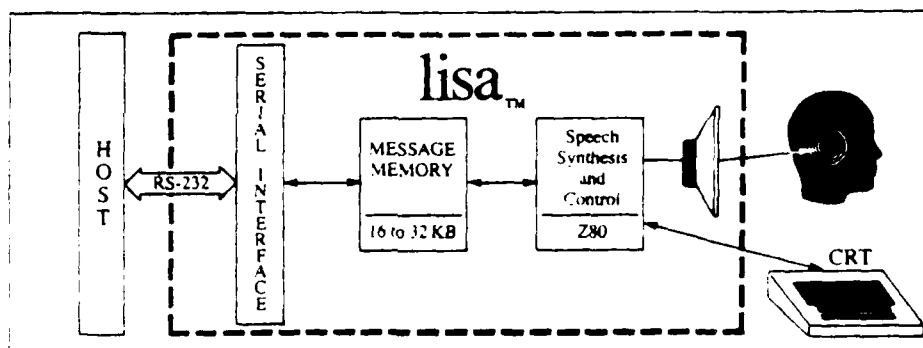 HOST
RS-232
SERIAL INTERFACE
lisa™
MESSAGE
MEMORY
16 to 32 KB
Speech
Synthesis
and
Control
Z80
CRT